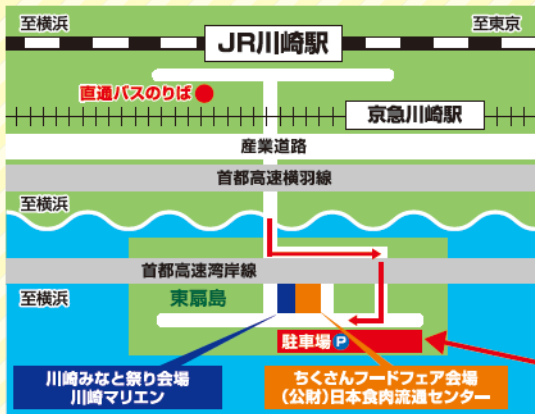 至横浜
至東京
JR川崎駅
直通バスのりば
京急川崎駅
産業道路
首都高速横羽線
至横浜
首都高速湾岸線
至横浜
東扇島
駐車場 P
川崎みなと祭り会場
川崎マリエン
ちくさんフードフェア会場
(公財)日本食肉流通センター